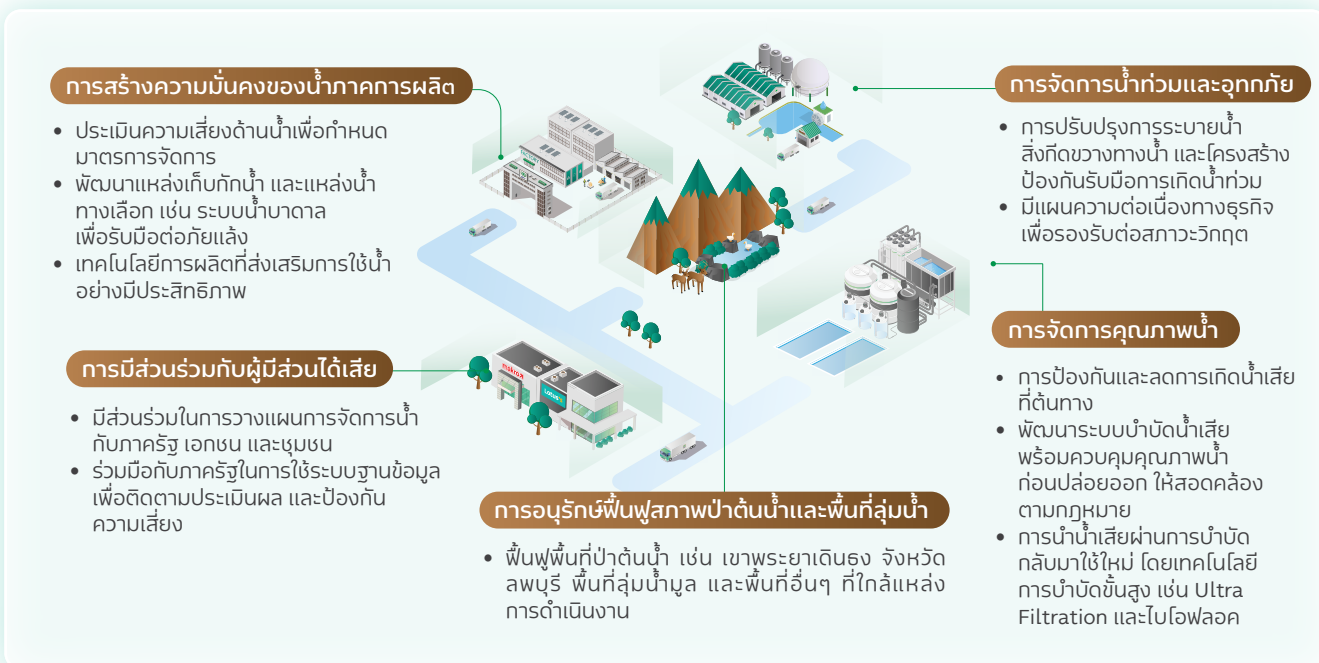 การสร้างความมั่นคงของน้ำภาคการผลิต
• ประเมินความเสี่ยงด้านน้ำเพื่อกำหนด
มาตรการจัดการ
• พัฒนาแหล่งเก็บกักน้ำ และแหล่งน้ำ
ทางเลือก เช่น ระบบน้ำบาดาล
เพื่อรับมือต่อภัยแล้ง
• เทคโนโลยีการผลิตที่ส่งเสริมการใช้น้ำ
อย่างมีประสิทธิภาพ
การจัดการน้ำท่วมและอุทกภัย
• การปรับปรุงการระบายน้ำ
สิ่งกีดขวางทางน้ำ และโครงสร้าง
ป้องกันรับมือการเกิดน้ำท่วม
• มีแผนความต่อเนื่องทางธุรกิจ
เพื่อรองรับต่อสภาวะวิกฤต
การมีส่วนร่วมกับผู้มีส่วนได้เสีย
• มีส่วนร่วมในการวางแผนการจัดการน้ำ
กับภาครัฐ เอกชน และชุมชน
• ร่วมมือกับภาครัฐในการใช้ระบบฐานข้อมูล
เพื่อติดตามประเมินผล และป้องกัน
ความเสี่ยง
makro
Lotus's
การอนุรักษ์ฟื้นฟูสภาพป่าต้นน้ำและพื้นที่ลุ่มน้ำ
• ฟื้นฟูพื้นที่ป่าต้นน้ำ เช่น เขาพระยาเดินธง จังหวัด
ลพบุรี พื้นที่ลุ่มน้ำมูล และพื้นที่อื่นๆ ที่ใกล้แหล่ง
การดำเนินงาน
การจัดการคุณภาพน้ำ
• การป้องกันและลดการเกิดน้ำเสีย
ที่ต้นทาง
• พัฒนาระบบบำบัดน้ำเสีย
พร้อมควบคุมคุณภาพน้ำ
ก่อนปล่อยออก ให้สอดคล้อง
ตามกฎหมาย
• การนำน้ำเสียผ่านการบำบัด
กลับมาใช้ใหม่ โดยเทคโนโลยี
การบำบัดขั้นสูง เช่น Ultra
Filtration และไบโอฟลอค